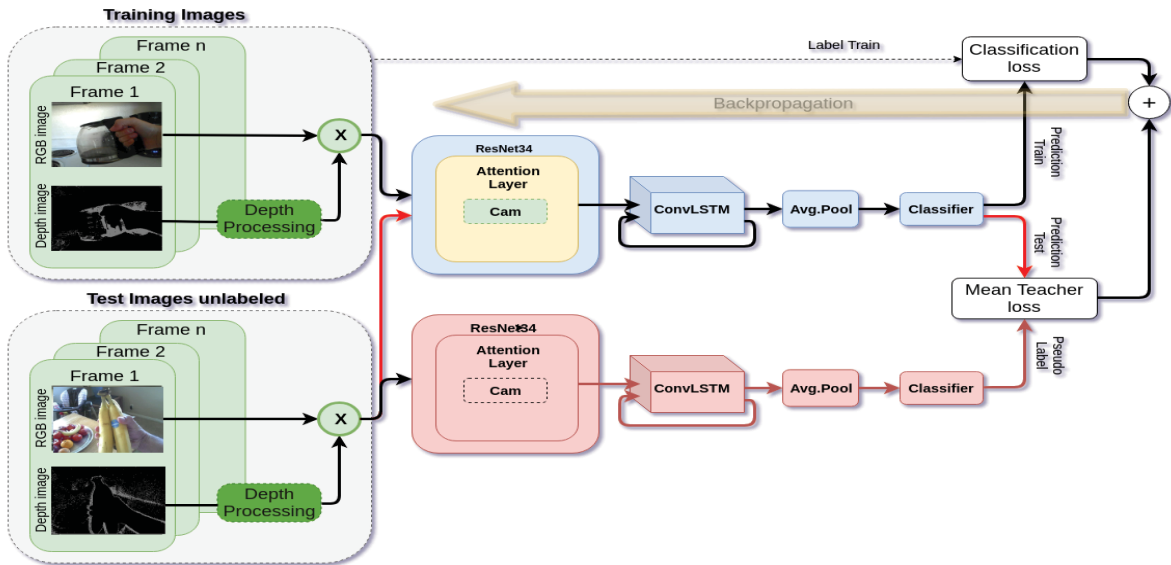 Training Images
Frame n
Frame 2
Frame 1
RGB image
X
Depth image
Depth
Processing
Label Train
Classification
loss
Backpropagation
+
ResNet34
Attention
Layer
Cam
ConvLSTM
Avg.Pool
Classifier
Prediction
Train
Prediction
Test
Mean Teacher
loss
Test Images unlabeled
Frame n
Frame 2
Frame 1
RGB image
X
Depth image
Depth
Processing
ResNet34
Attention
Layer
Cam
ConvLSTM
Avg.Pool
Classifier
Pseudo
Label